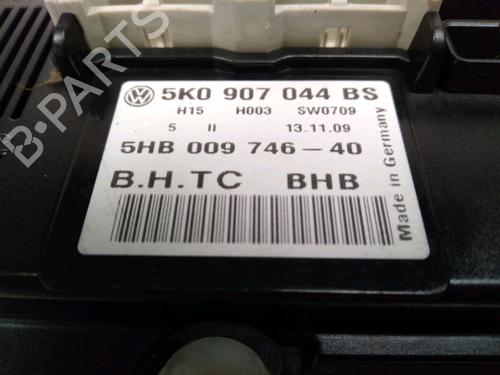 5K0 907 044 BS
H15 H003 SW0709
5 II 13.11.09
5HB 009 746-40
B.H.TC BHB
Made in Germany
B-PARTS